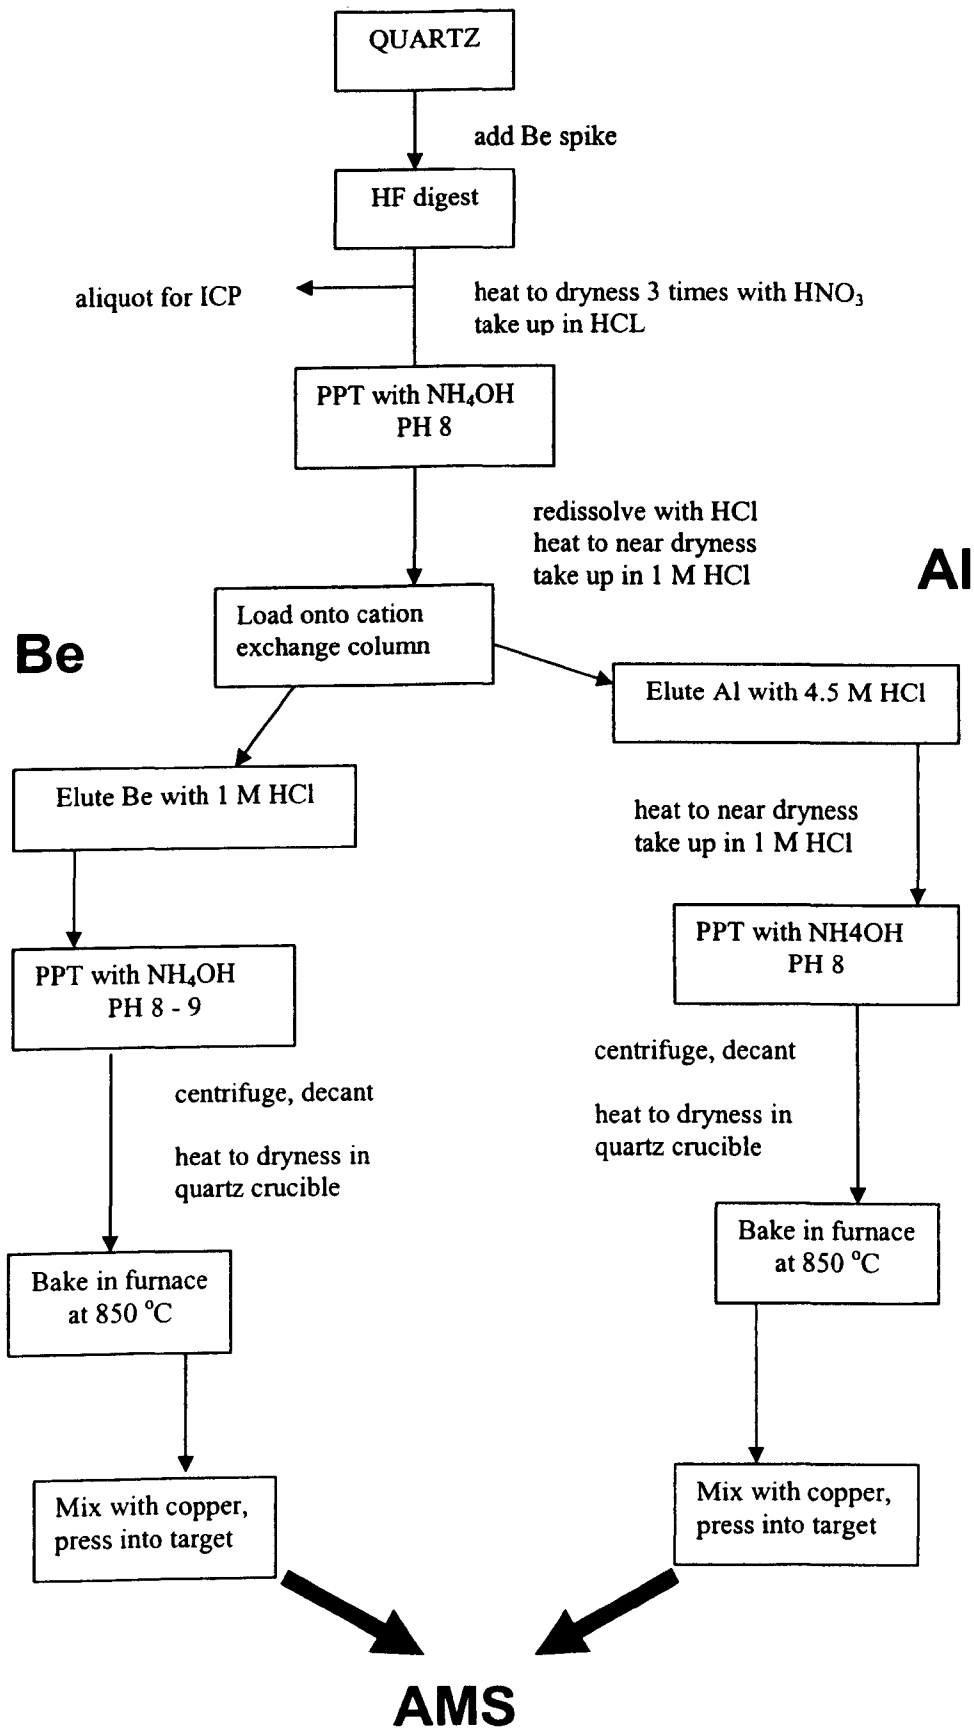 QUARTZ
add Be spike
HF digest
aliquot for ICP
heat to dryness 3 times with HNO₃
take up in HCL
PPT with NH₄OH
PH 8
redissolve with HCl
heat to near dryness
take up in 1 M HCl
Al
Load onto cation
exchange column
Be
Elute Al with 4.5 M HCl
Elute Be with 1 M HCl
heat to near dryness
take up in 1 M HCl
PPT with NH4OH
PH 8
PPT with NH₄OH
PH 8 - 9
centrifuge, decant
heat to dryness in
quartz crucible
centrifuge, decant
heat to dryness in
quartz crucible
Bake in furnace
at 850 °C
Bake in furnace
at 850 °C
Mix with copper,
press into target
Mix with copper,
press into target
AMS